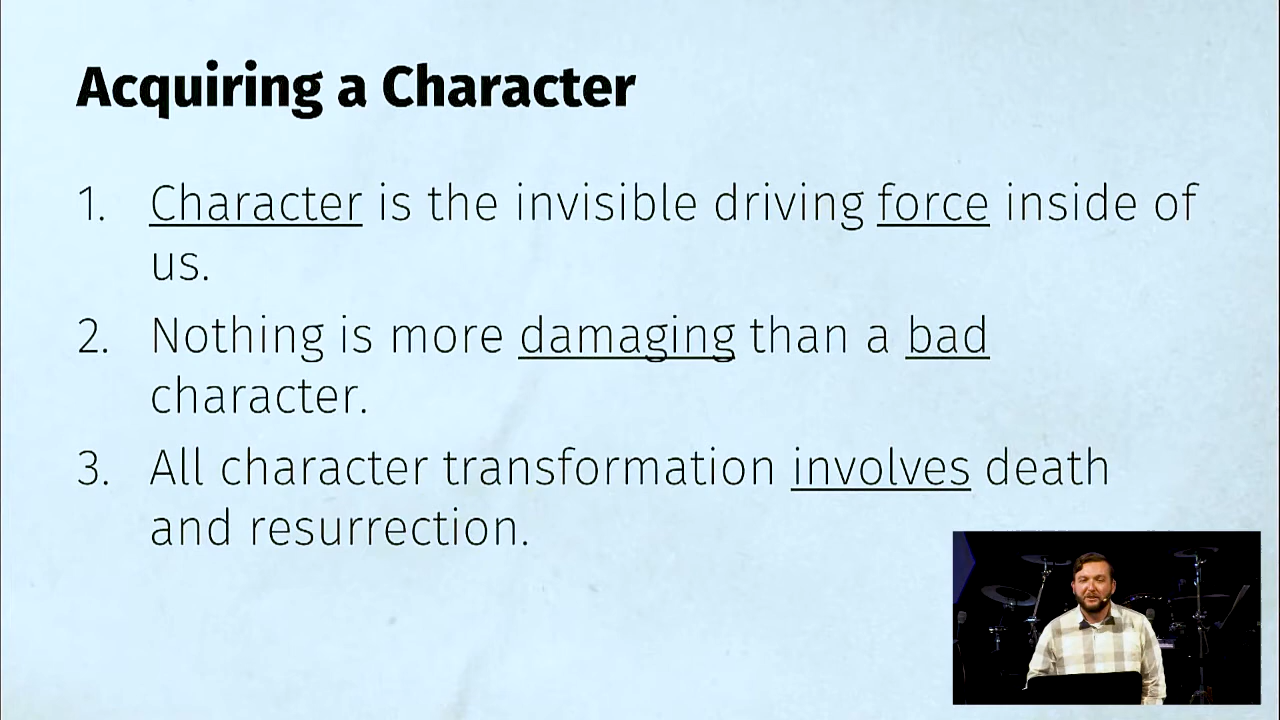 Acquiring a Character
1. Character is the invisible driving force inside of
us.
2. Nothing is more damaging than a bad
character.
3. All character transformation involves death
and resurrection.